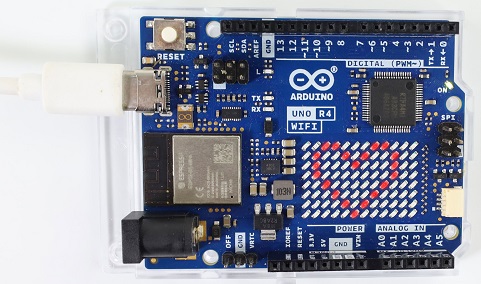 RESET
SCL
SDA
AREF
GND
13
12
~11
~10
~9
8
7
~6
~5
4
~3
2
TX→1
RX←0
DIGITAL (PWM~)
L
TX
RX
ARDUINO
UNO R4
WIFI
ON
SPI
ESPRESSIF
103H
OFF
GND
VRTC
IOREF
RESET
3.3V
5V
GND
VIN
POWER
ANALOG IN
A0
A1
A2
A3
A4
A5